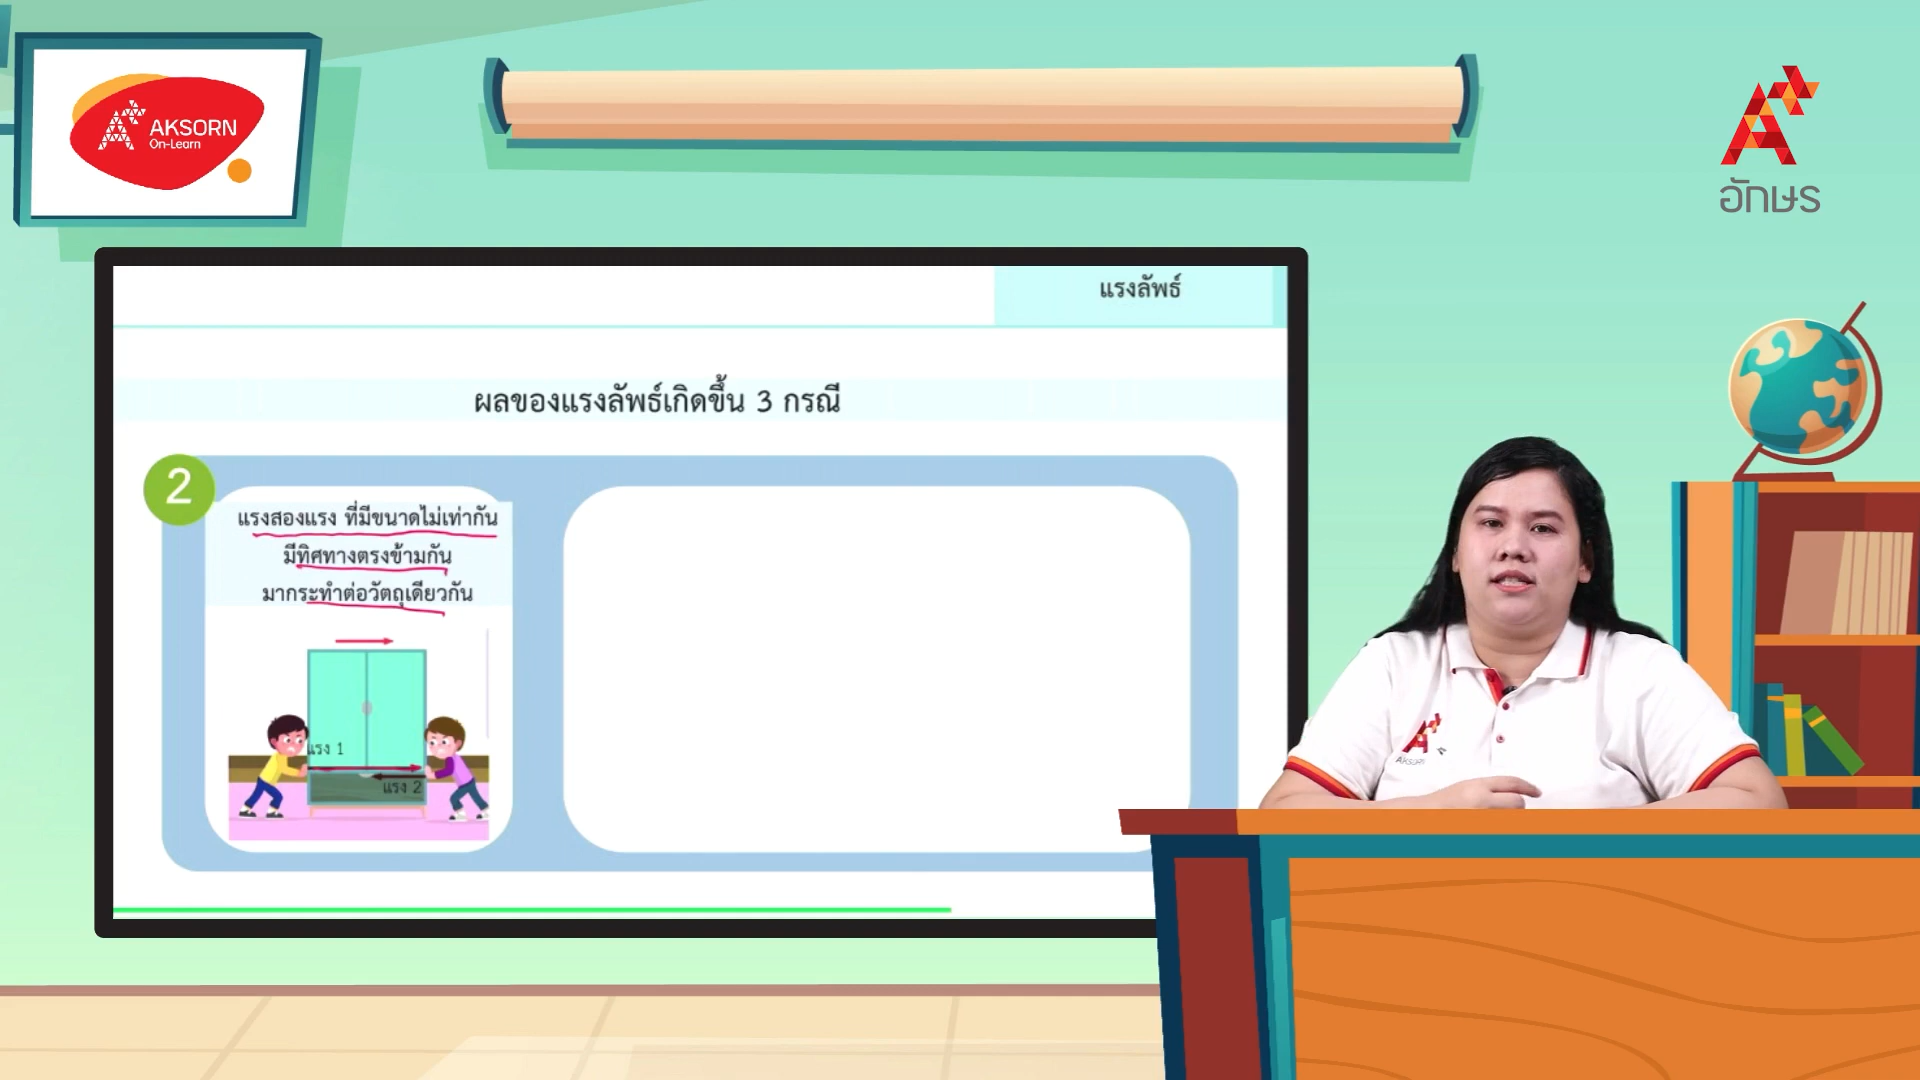 AKSORN
On-Learn
อักษร
แรงลัพธ์
ผลของแรงลัพธ์เกิดขึ้น 3 กรณี
2
แรงสองแรง ที่มีขนาดไม่เท่ากัน
มีทิศทางตรงข้ามกัน
มากระทำต่อวัตถุเดียวกัน
แรง 1
แรง 2
AKSORN